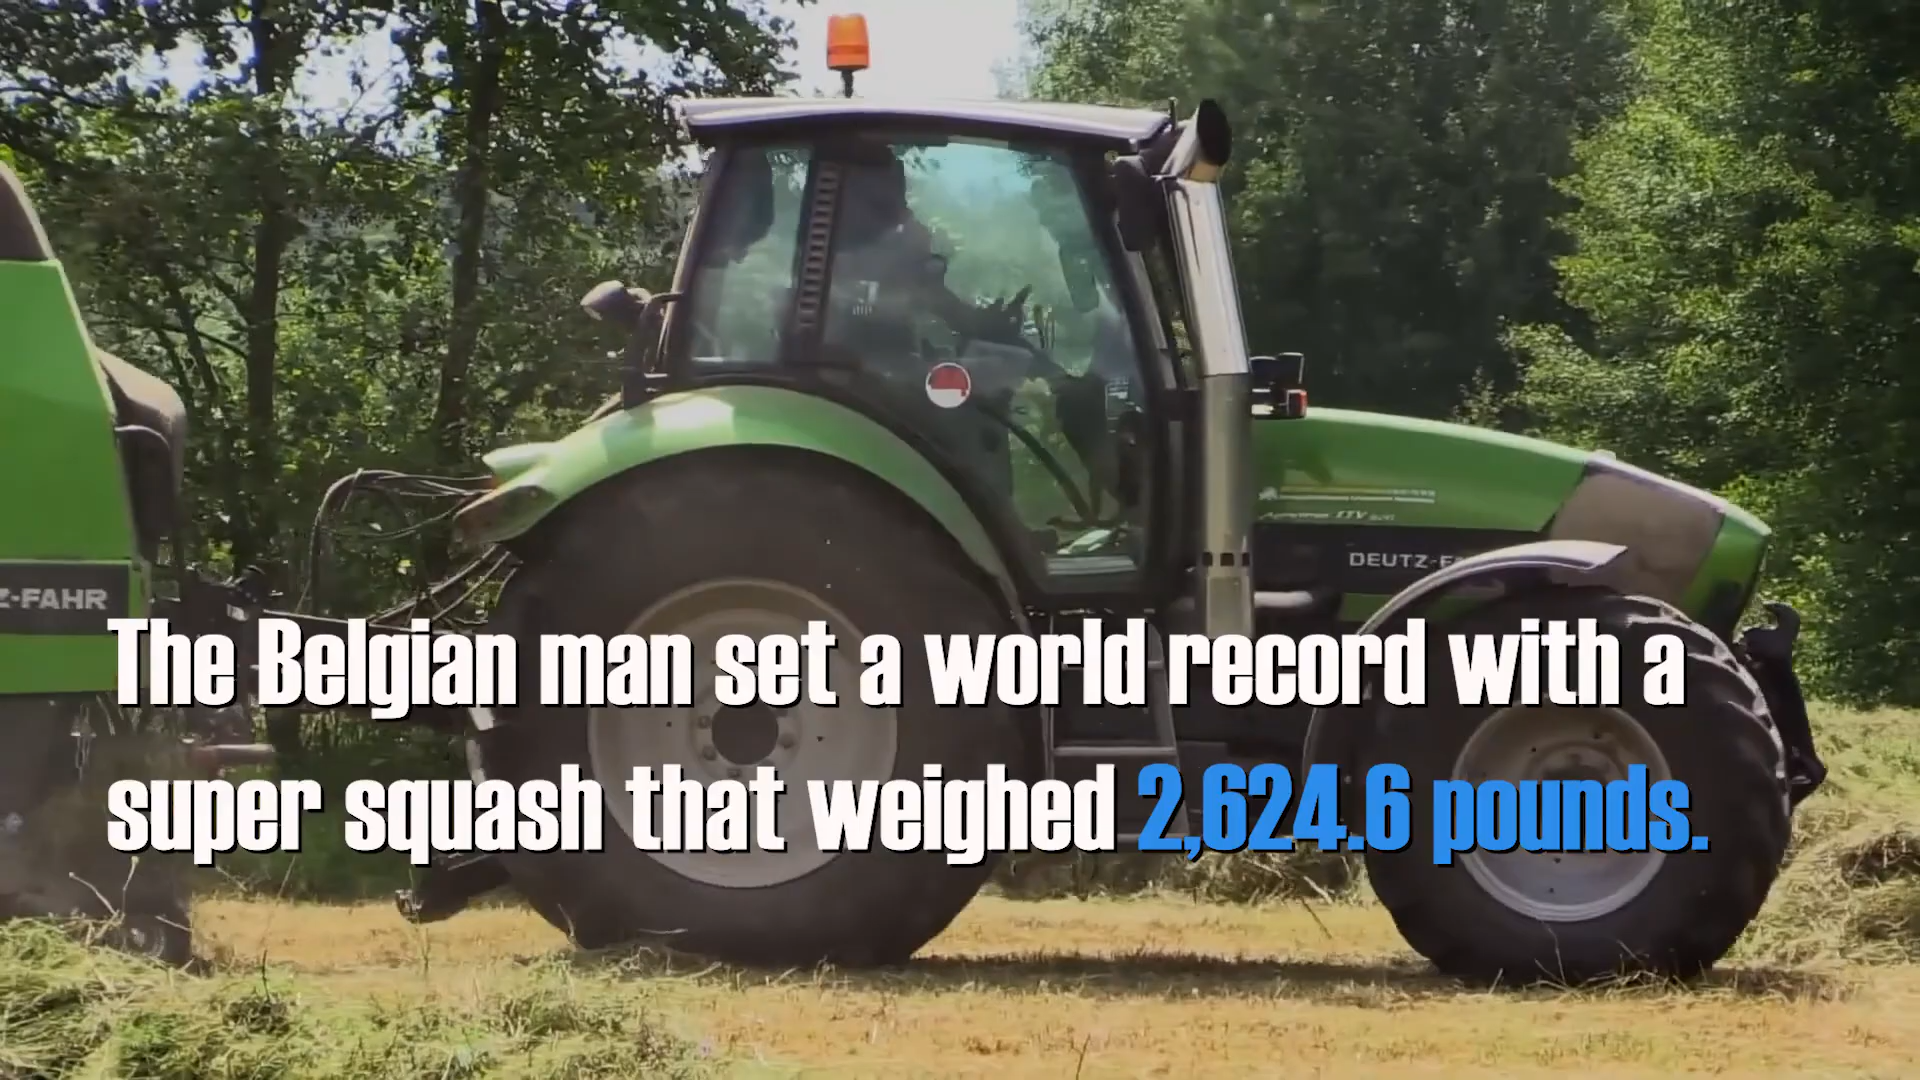 DEUTZ-F
Z-FAHR
The Belgian man set a world record with a
super squash that weighed 2,624.6 pounds.